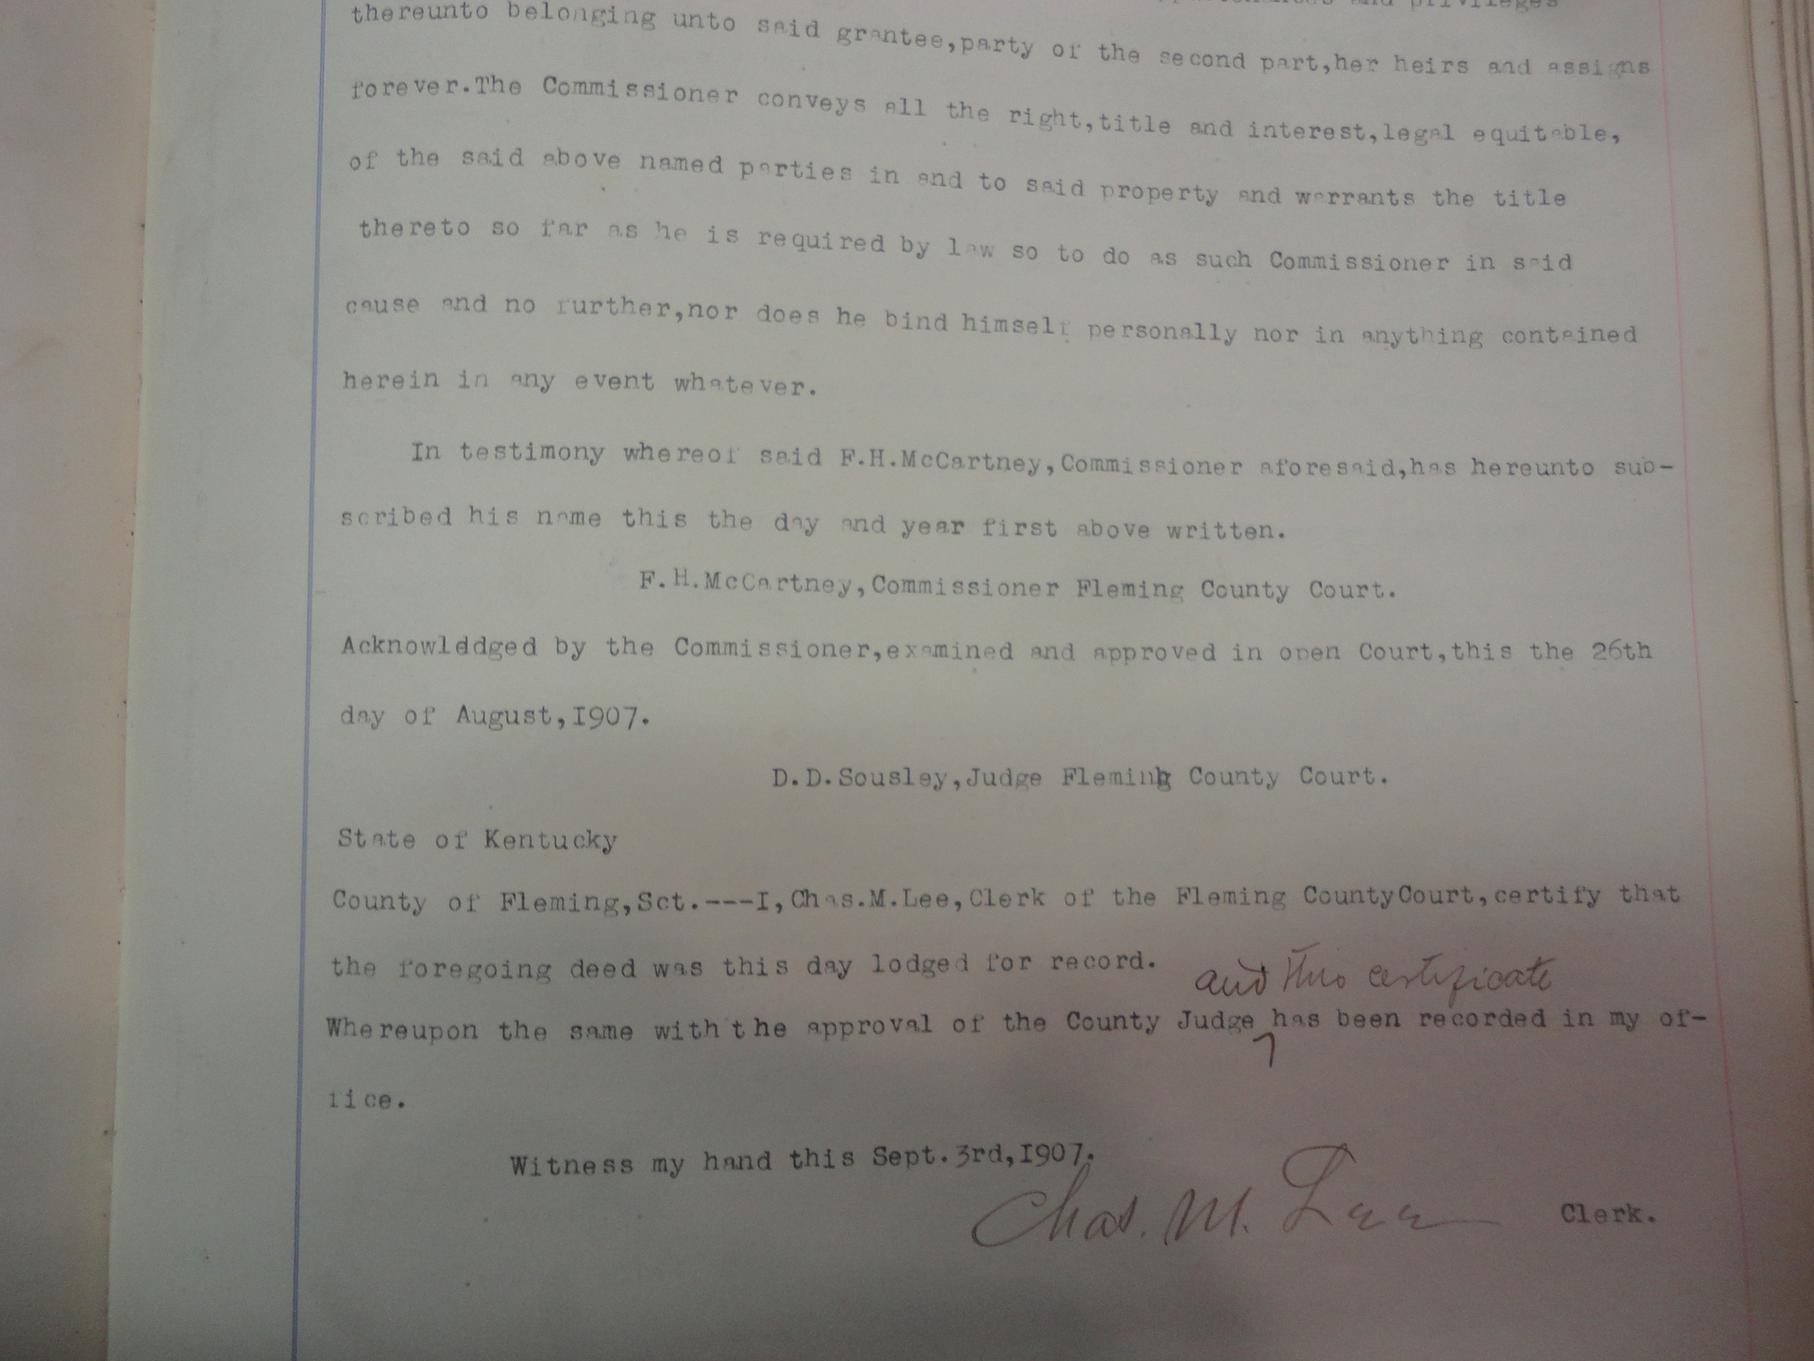 and privileges
thereunto belonging unto said grantee,party of the second part,her heirs and assigns
forever.The Commissioner conveys all the right,title and interest,legal equitable,
of the said above named parties in and to said property and warrants the title
thereto so far as he is required by law so to do as such Commissioner in said
cause and no further,nor does he bind himself personally nor in anything contained
herein in any event whatever.
In testimony whereof said F.H.McCartney,Commissioner aforesaid,has hereunto sub-
scribed his name this the day and year first above written.
F.H.McCartney,Commissioner Fleming County Court.
Acknowlddged by the Commissioner,examined and approved in open Court,this the 26th
day of August,I907.
D.D.Sousley,Judge Fleming County Court.
State of Kentucky
County of Fleming,Sct.---I,Chas.M.Lee,Clerk of the Fleming CountyCourt,certify that
the foregoing deed was this day lodged for record.
and this certificate
Whereupon the same with the approval of the County Judge has been recorded in my of-
fice.
Witness my hand this Sept.3rd,I907.
Chas. M. Lee Clerk.